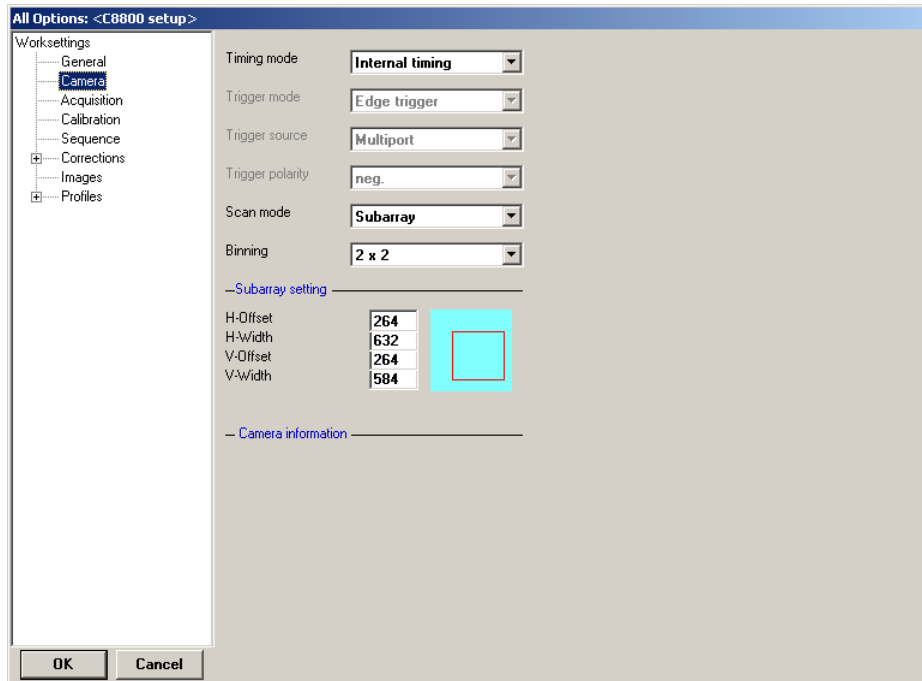 All Options: <C8800 setup>
Worksettings
General
Camera
Acquisition
Calibration
Sequence
Corrections
Images
Profiles
Timing mode Internal timing
Trigger mode Edge trigger
Trigger source Multiport
Trigger polarity neg.
Scan mode Subarray
Binning 2 x 2
Subarray setting
H-Offset 264
H-Width 632
V-Offset 264
V-Width 584
Camera information
OK Cancel